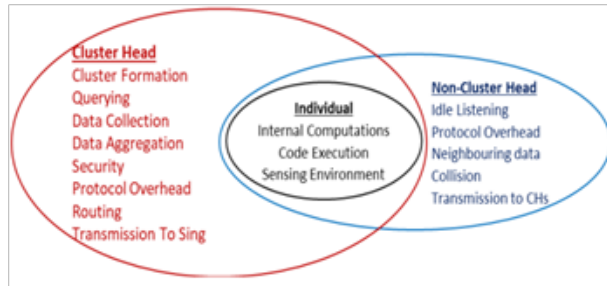 Cluster Head
Cluster Formation
Querying
Data Collection
Data Aggregation
Security
Protocol Overhead
Routing
Transmission To Sing
Individual
Internal Computations
Code Execution
Sensing Environment
Non-Cluster Head
Idle Listening
Protocol Overhead
Neighbouring data
Collision
Transmission to CHs